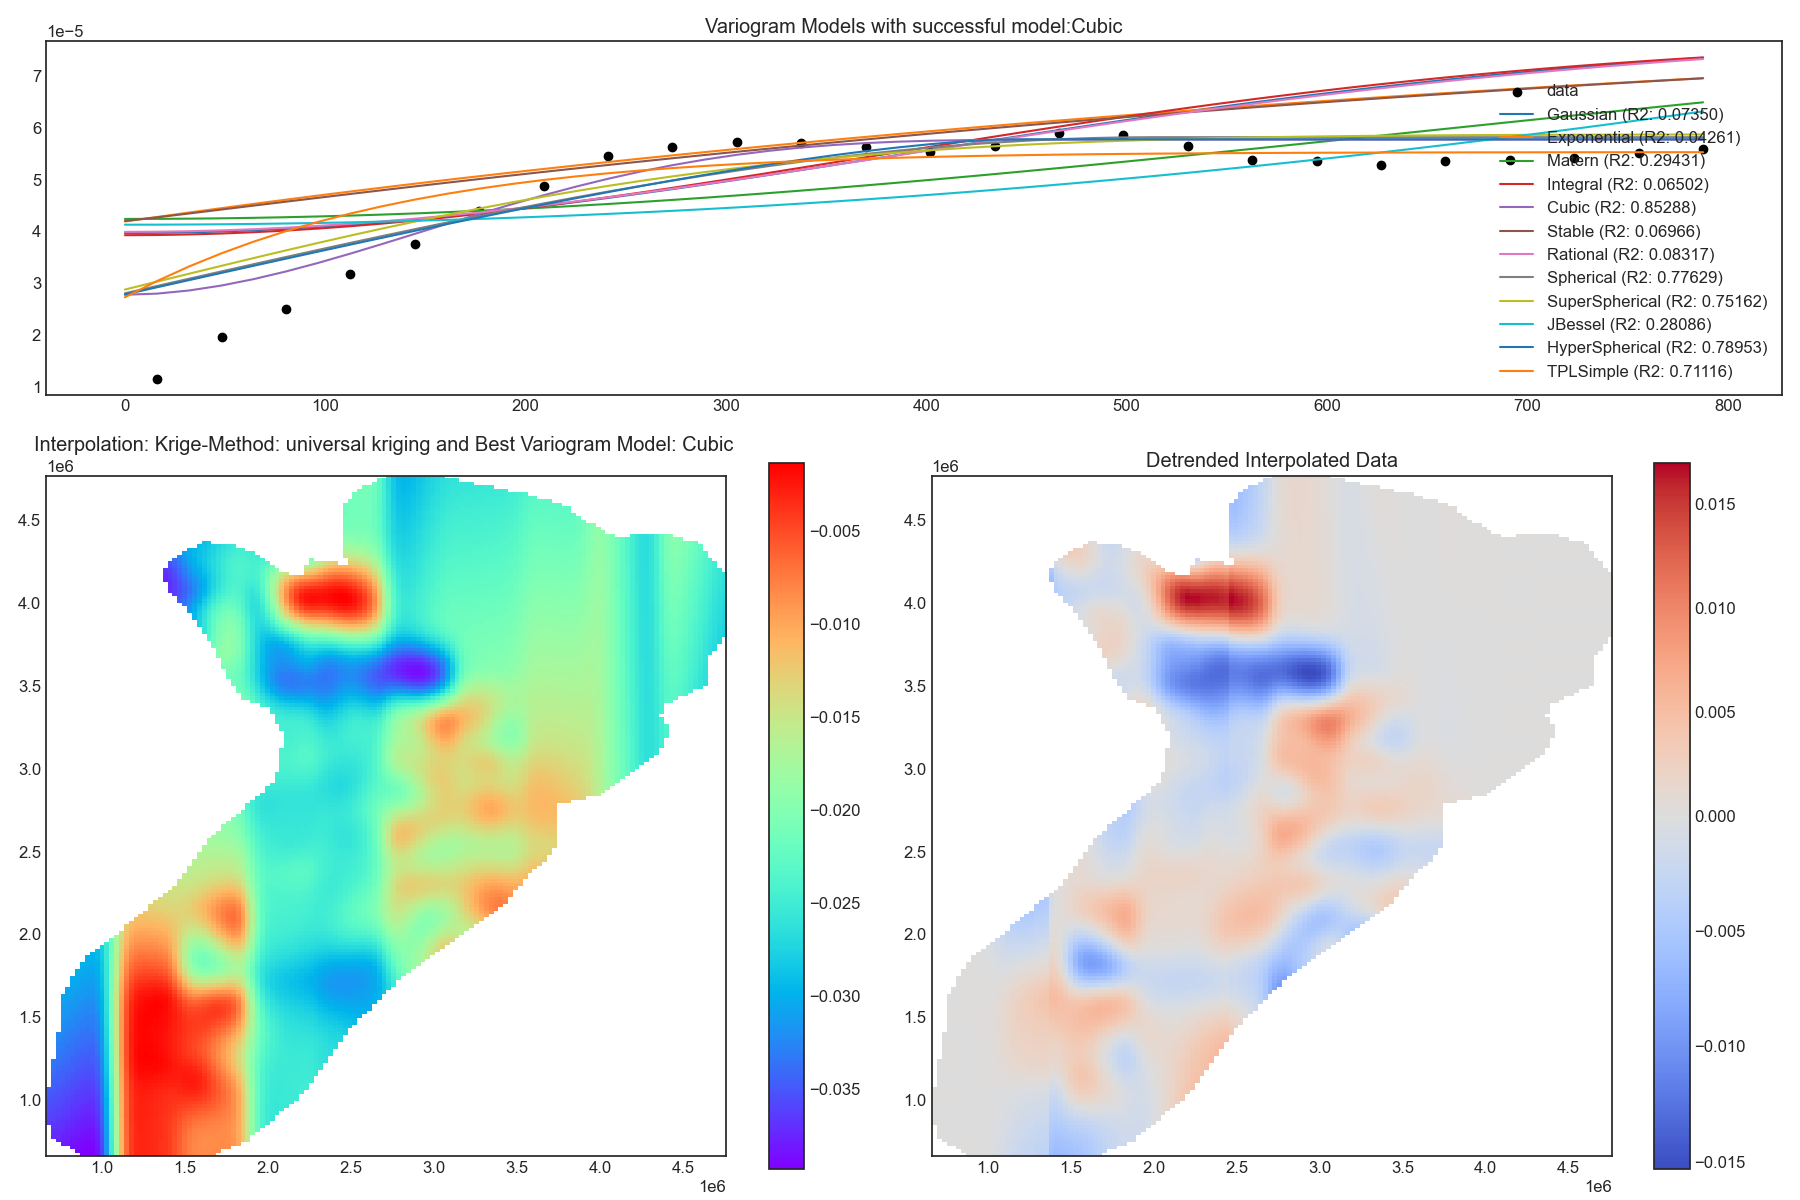 Variogram Models with successful model:Cubic
1e−5
7
6
5
4
3
2
1
data
Gaussian (R2: 0.07350)
Exponential (R2: 0.04261)
Matern (R2: 0.29431)
Integral (R2: 0.06502)
Cubic (R2: 0.85288)
Stable (R2: 0.06966)
Rational (R2: 0.08317)
Spherical (R2: 0.77629)
SuperSpherical (R2: 0.75162)
JBessel (R2: 0.28086)
HyperSpherical (R2: 0.78953)
TPLSimple (R2: 0.71116)
0 100 200 300 400 500 600 700 800
Interpolation: Krige-Method: universal kriging and Best Variogram Model: Cubic
1e6
4.5
4.0
3.5
3.0
2.5
2.0
1.5
1.0
1.0 1.5 2.0 2.5 3.0 3.5 4.0 4.5
1e6
−0.005
−0.010
−0.015
−0.020
−0.025
−0.030
−0.035
Detrended Interpolated Data
1e6
4.5
4.0
3.5
3.0
2.5
2.0
1.5
1.0
1.0 1.5 2.0 2.5 3.0 3.5 4.0 4.5
1e6
0.015
0.010
0.005
0.000
−0.005
−0.010
−0.015